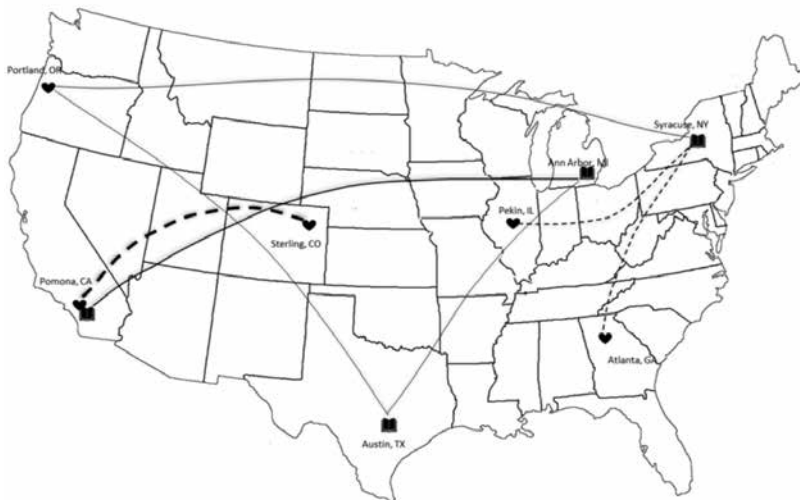 Portland, OR
Syracuse, NY
Ann Arbor, MI
Pekin, IL
Sterling, CO
Pomona, CA
Atlanta, GA
Austin, TX